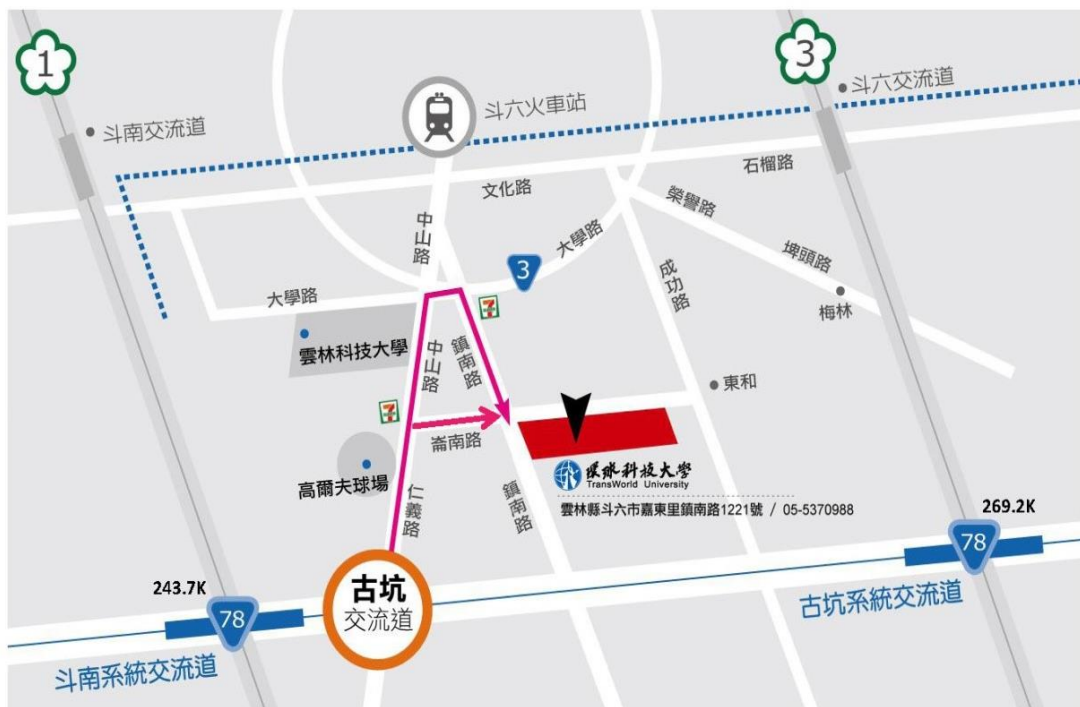 1
3
斗六交流道
斗南交流道
斗六火車站
石榴路
文化路
榮譽路
中山路
大學路
3
埤頭路
成功路
大學路
梅林
7
雲林科技大學
中山路
鎮南路
東和
7
崙南路
環球科技大學
TransWorld University
高爾夫球場
仁義路
鎮南路
雲林縣斗六市嘉東里鎮南路1221號 / 05-5370988
269.2K
78
古坑
交流道
243.7K
78
古坑系統交流道
斗南系統交流道